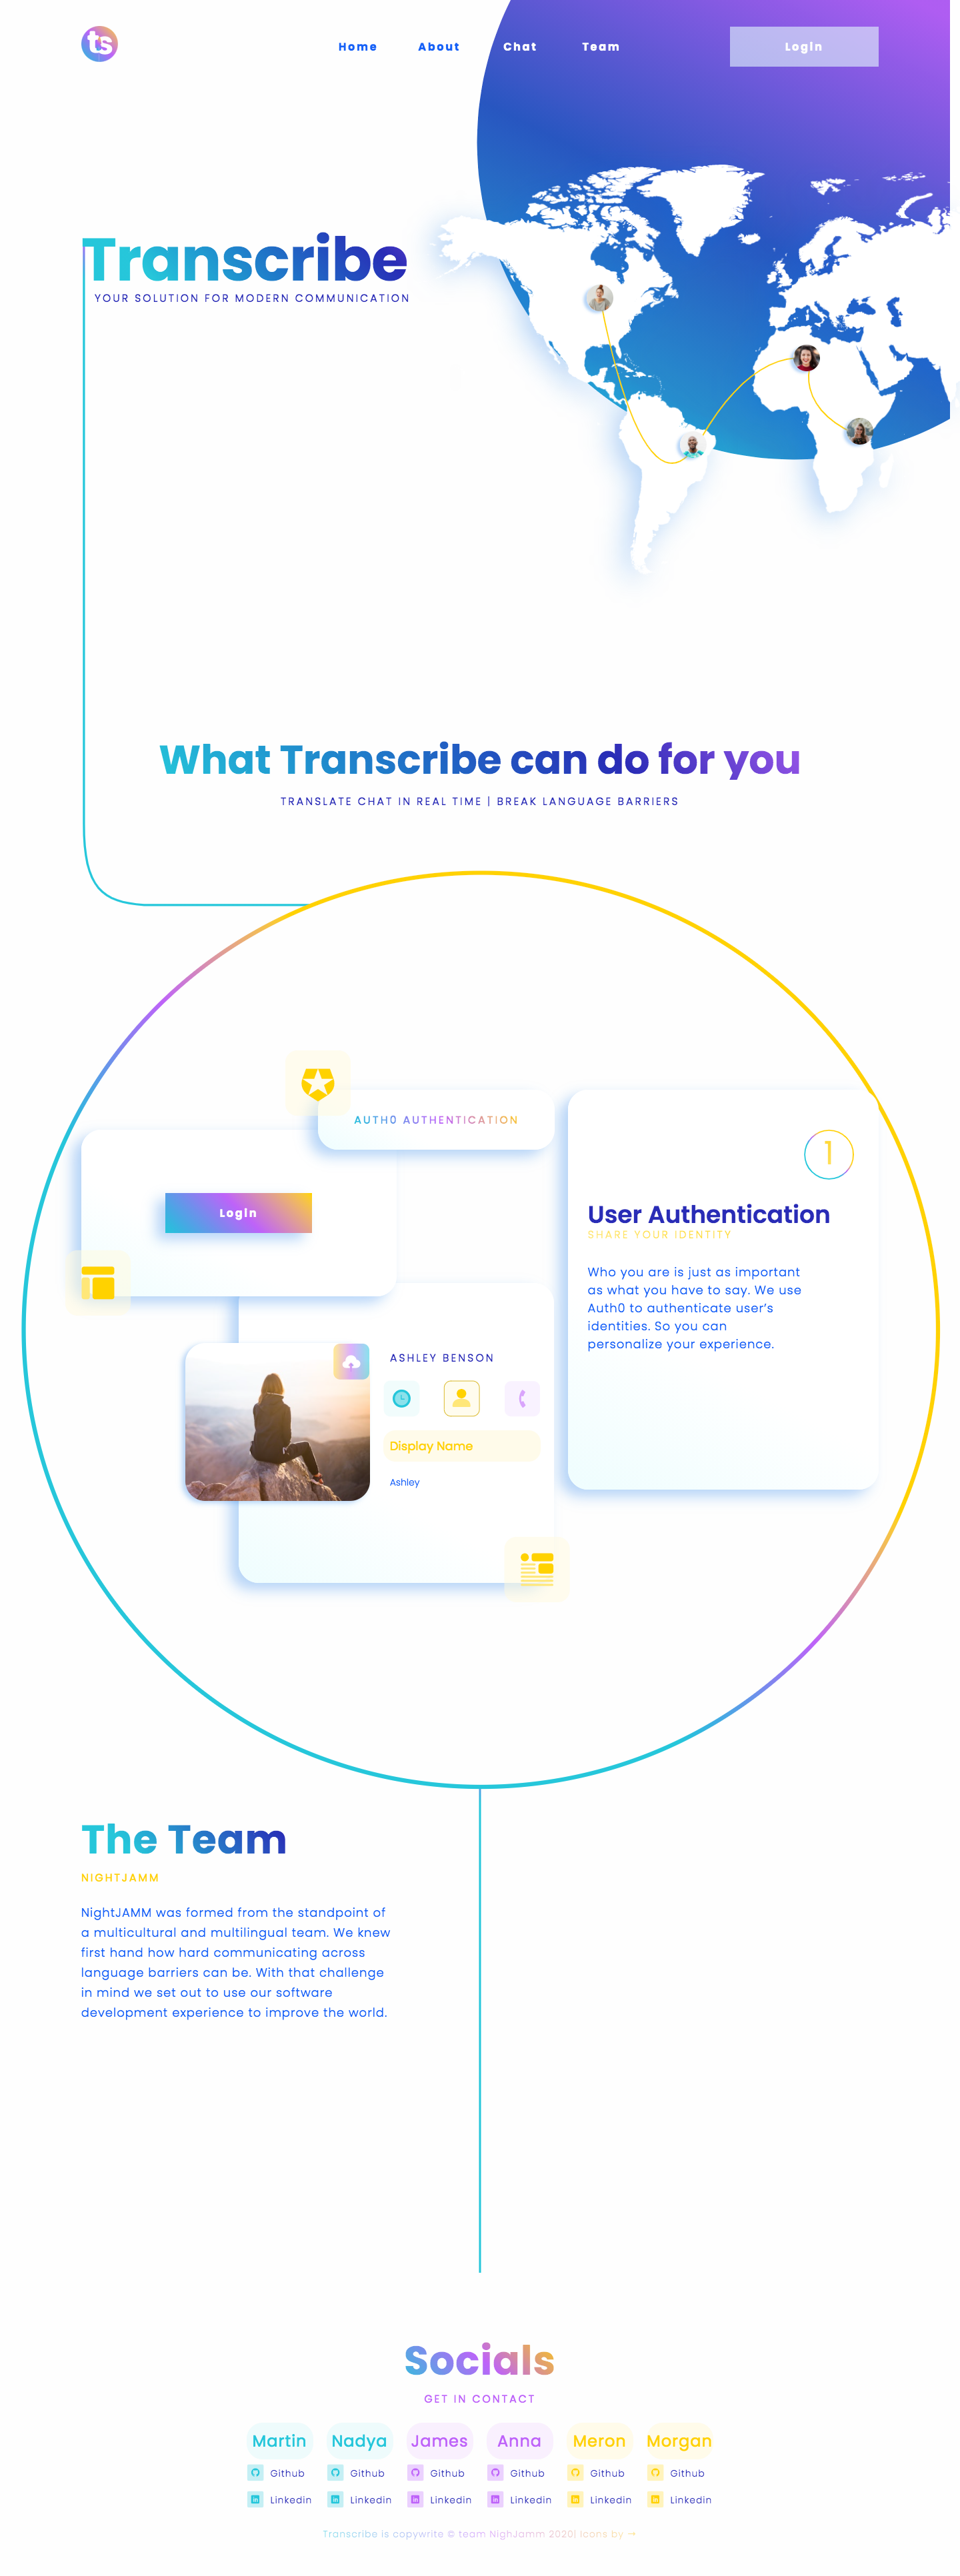 ts
Home About Chat Team Login
Transcribe
YOUR SOLUTION FOR MODERN COMMUNICATION
What Transcribe can do for you
TRANSLATE CHAT IN REAL TIME | BREAK LANGUAGE BARRIERS
AUTH0 AUTHENTICATION
Login
1
User Authentication
SHARE YOUR IDENTITY
Who you are is just as important
as what you have to say. We use
Auth0 to authenticate user's
identities. So you can
personalize your experience.
ASHLEY BENSON
Display Name
Ashley
The Team
NIGHTJAMM
NightJAMM was formed from the standpoint of
a multicultural and multilingual team. We knew
first hand how hard communicating across
language barriers can be. With that challenge
in mind we set out to use our software
development experience to improve the world.
Socials
GET IN CONTACT
Martin Nadya James Anna Meron Morgan
Github Github Github Github Github Github
in Linkedin in Linkedin in Linkedin in Linkedin in Linkedin in Linkedin
Transcribe is copywrite © team NighJamm 2020| Icons by →